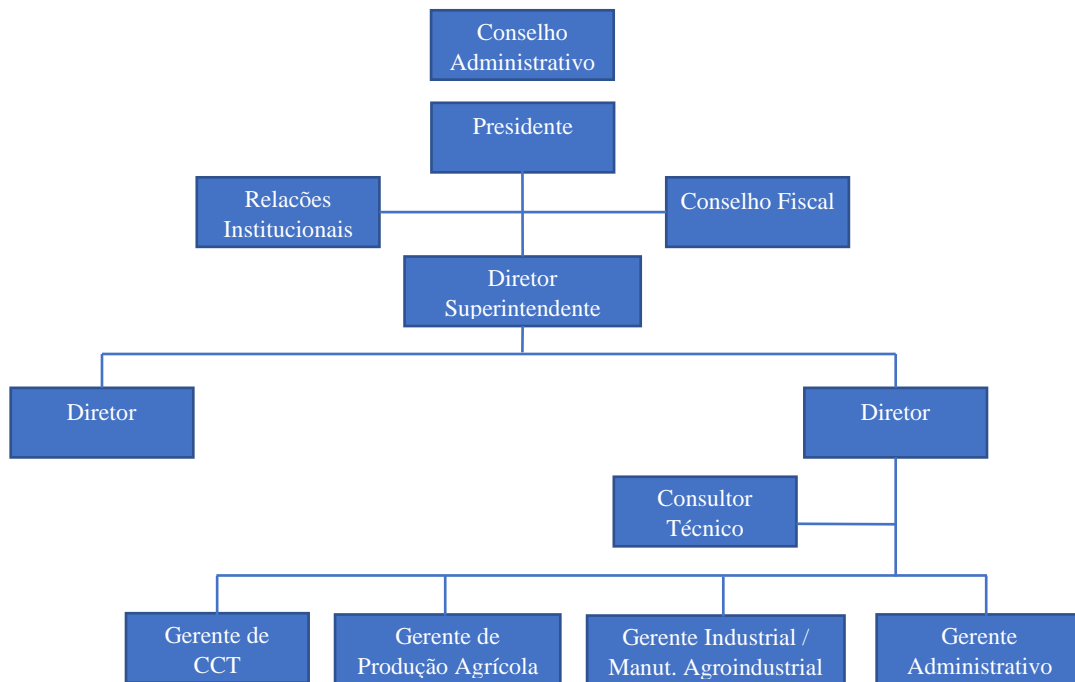 Conselho
Administrativo
Presidente
Relacões
Institucionais
Conselho Fiscal
Diretor
Superintendente
Diretor
Diretor
Consultor
Técnico
Gerente de
CCT
Gerente de
Produção Agrícola
Gerente Industrial /
Manut. Agroindustrial
Gerente
Administrativo